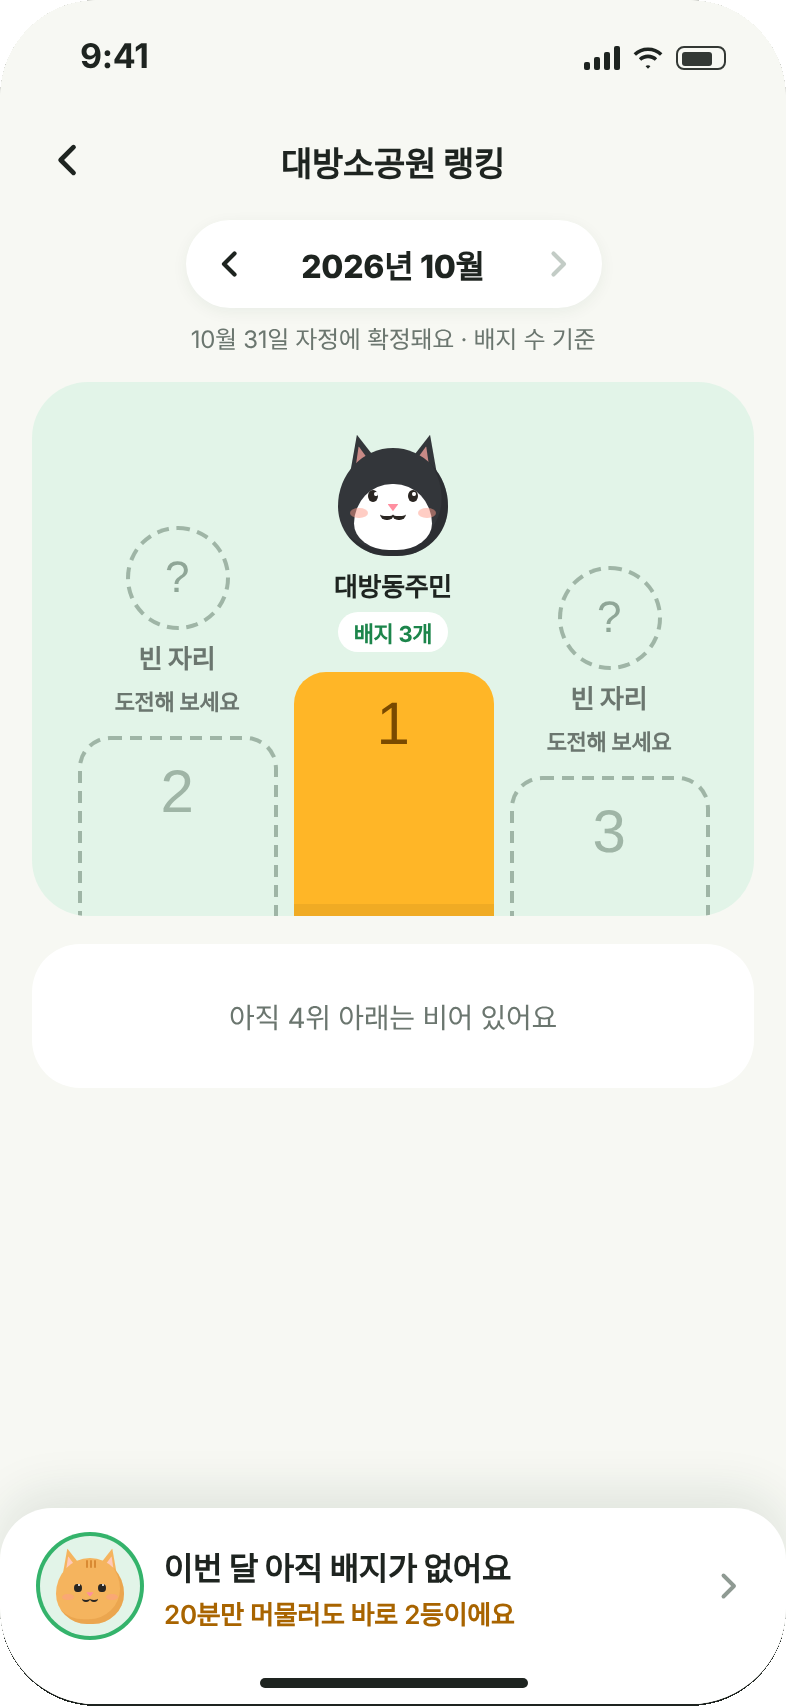 9:41
대방소공원 랭킹
2026년 10월
10월 31일 자정에 확정돼요 · 배지 수 기준
대방동주민
배지 3개
1
?
빈 자리
도전해 보세요
2
?
빈 자리
도전해 보세요
3
아직 4위 아래는 비어 있어요
이번 달 아직 배지가 없어요
20분만 머물러도 바로 2등이에요